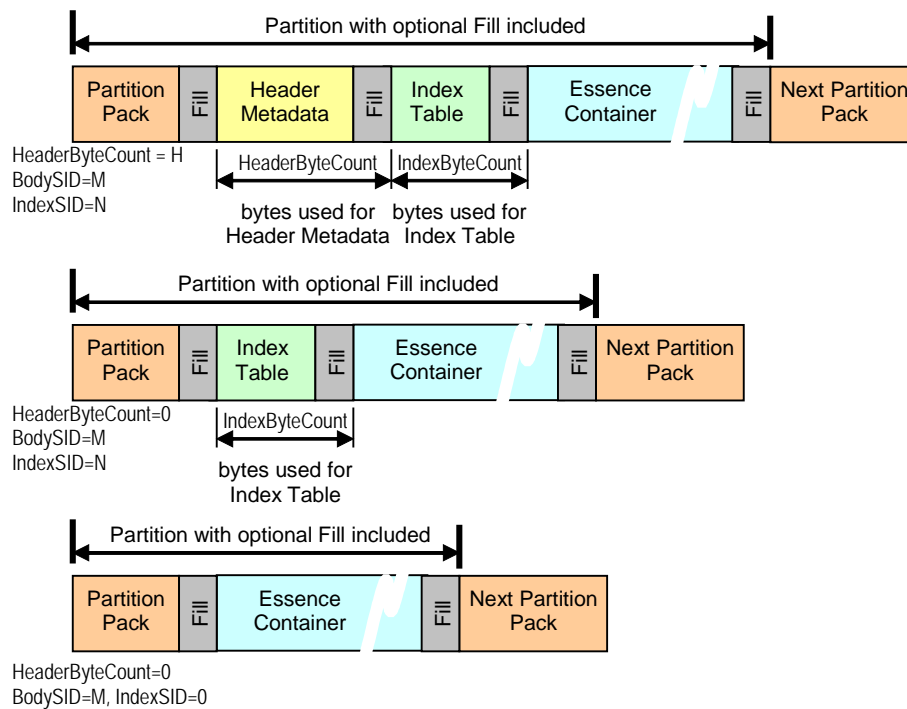 Partition with optional Fill included
Partition Pack
Fill
Header Metadata
Fill
Index Table
Fill
Essence Container
Fill
Next Partition Pack
HeaderByteCount = H
BodySID=M
IndexSID=N
HeaderByteCount
IndexByteCount
bytes used for Header Metadata
bytes used for Index Table
Partition with optional Fill included
Partition Pack
Fill
Index Table
Fill
Essence Container
Fill
Next Partition Pack
HeaderByteCount=0
BodySID=M
IndexSID=N
IndexByteCount
bytes used for Index Table
Partition with optional Fill included
Partition Pack
Fill
Essence Container
Fill
Next Partition Pack
HeaderByteCount=0
BodySID=M, IndexSID=0